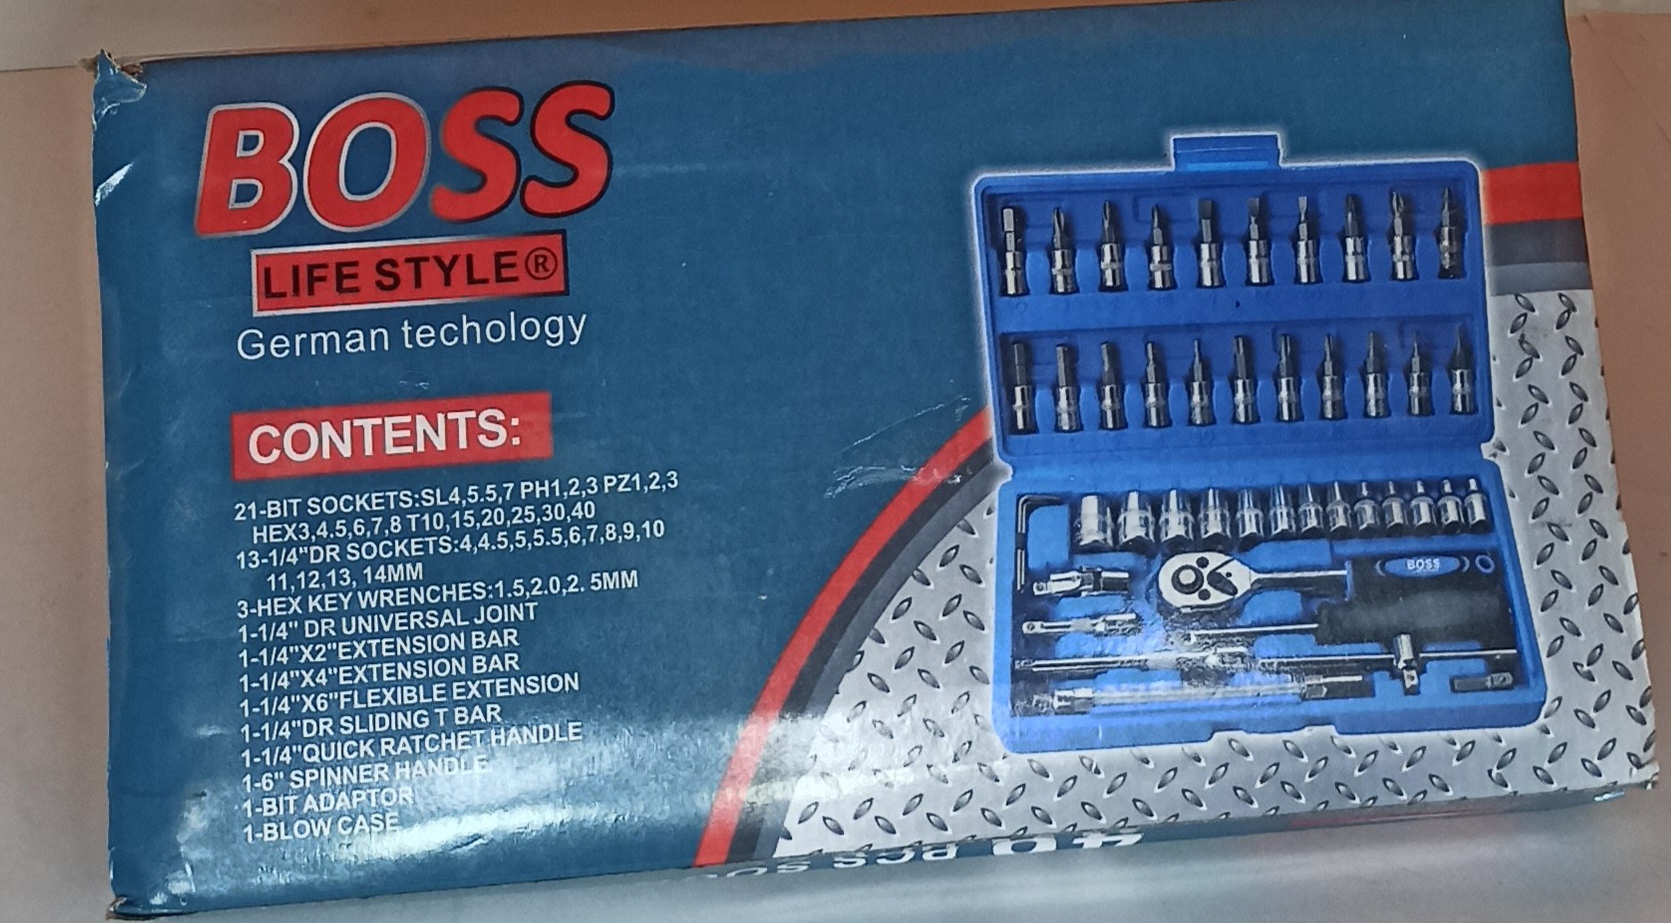 BOSS
LIFE STYLE®
German techology
CONTENTS:
21-BIT SOCKETS:SL4,5.5,7 PH1,2,3 PZ1,2,3
HEX3,4.5,6,7,8 T10,15,20,25,30,40
13-1/4"DR SOCKETS:4,4.5,5,5.5,6,7,8,9,10
11,12,13, 14MM
3-HEX KEY WRENCHES:1.5,2.0,2. 5MM
1-1/4" DR UNIVERSAL JOINT
1-1/4"X2"EXTENSION BAR
1-1/4"X4"EXTENSION BAR
1-1/4"X6"FLEXIBLE EXTENSION
1-1/4"DR SLIDING T BAR
1-1/4"QUICK RATCHET HANDLE
1-6" SPINNER HANDLE
1-BIT ADAPTOR
1-BLOW CASE
BOSS
PCS